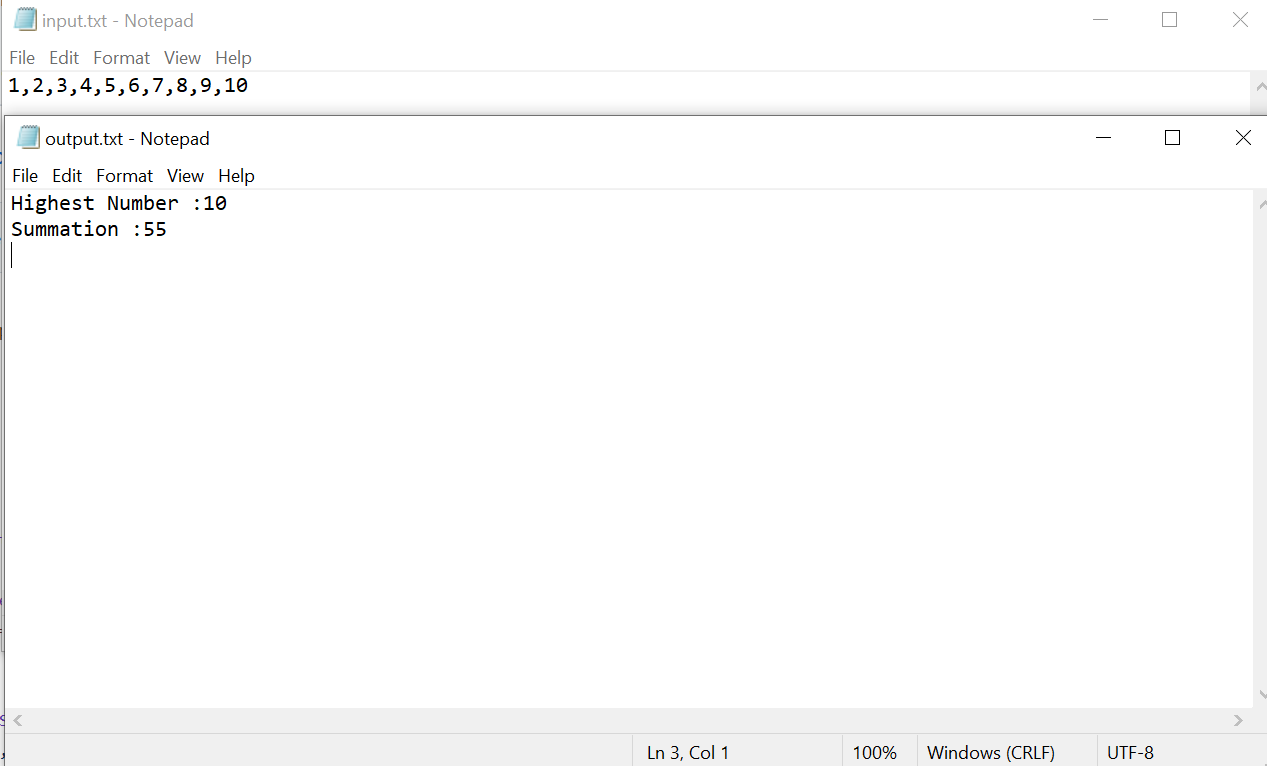 input.txt - Notepad
File Edit Format View Help
1,2,3,4,5,6,7,8,9,10
output.txt - Notepad
File Edit Format View Help
Highest Number :10
Summation :55
Ln 3, Col 1 100% Windows (CRLF) UTF-8